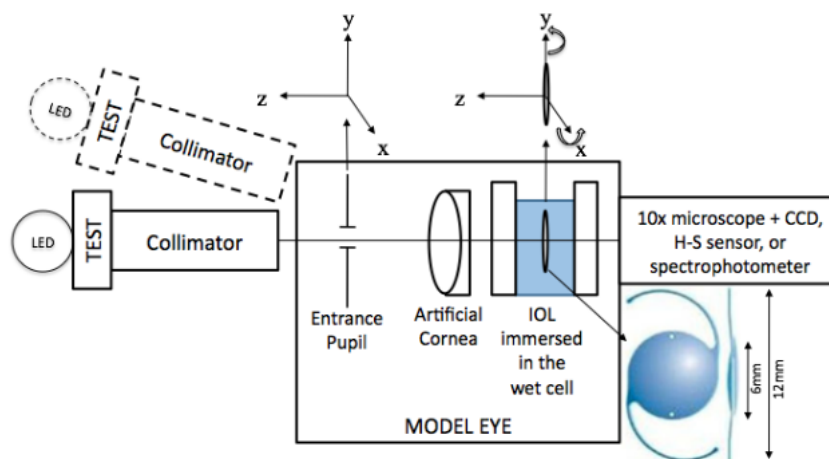 y
z
x
y
z
x
LED
TEST
Collimator
LED
TEST
Collimator
Entrance
Pupil
Artificial
Cornea
IOL
immersed
in the
wet cell
MODEL EYE
10x microscope + CCD,
H-S sensor, or
spectrophotometer
6mm
12mm